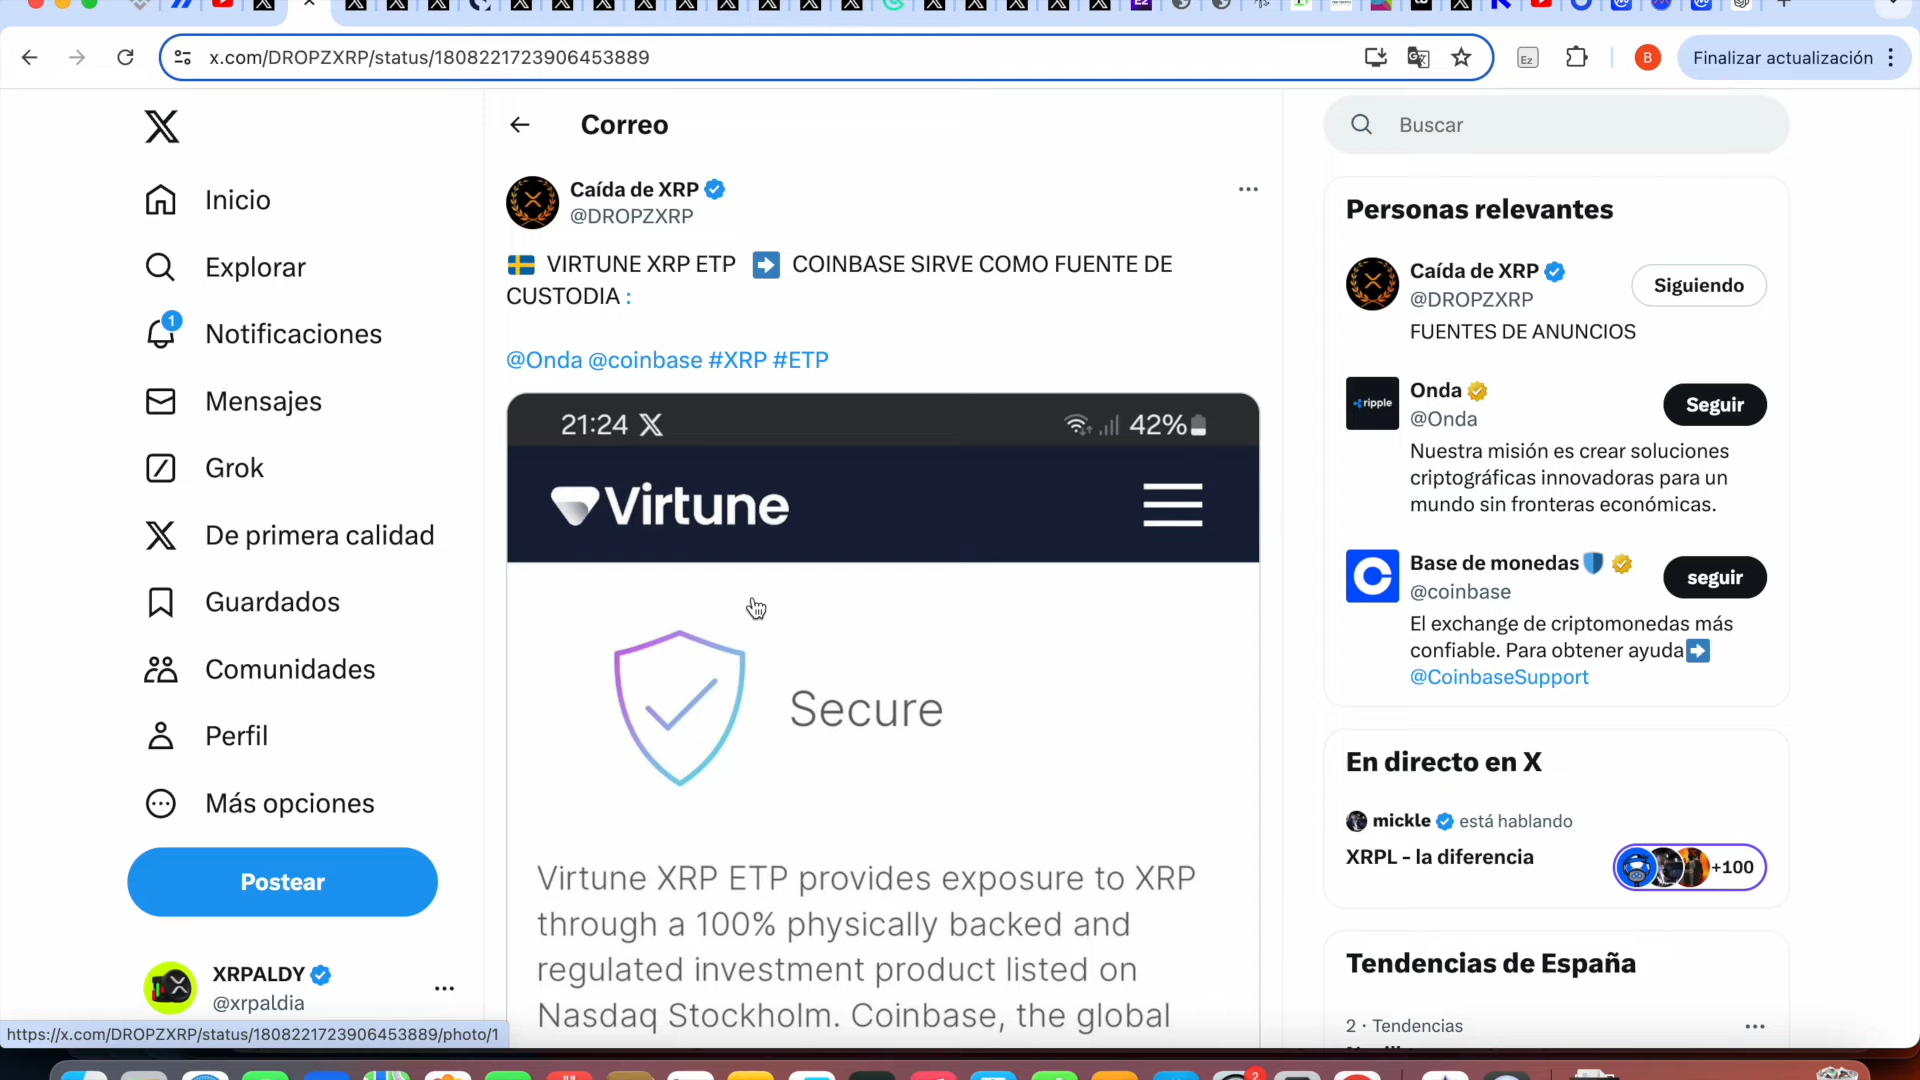 x.com/DROPZXRP/status/1808221723906453889
Ez
B
Finalizar actualización
Inicio
Explorar
1
Notificaciones
Mensajes
Grok
De primera calidad
Guardados
Comunidades
Perfil
Más opciones
Postear
XRPALDY
@xrpaldia
https://x.com/DROPZXRP/status/1808221723906453889/photo/1
Correo
Caída de XRP
@DROPZXRP
VIRTUNE XRP ETP ➡️ COINBASE SIRVE COMO FUENTE DE
CUSTODIA :
@Onda @coinbase #XRP #ETP
21:24 X 42%
Virtune
Secure
Virtune XRP ETP provides exposure to XRP
through a 100% physically backed and
regulated investment product listed on
Nasdaq Stockholm. Coinbase, the global
Buscar
Personas relevantes
Caída de XRP
@DROPZXRP
Siguiendo
FUENTES DE ANUNCIOS
ripple
Onda
@Onda
Seguir
Nuestra misión es crear soluciones
criptográficas innovadoras para un
mundo sin fronteras económicas.
Base de monedas
@coinbase
seguir
El exchange de criptomonedas más
confiable. Para obtener ayuda➡️
@CoinbaseSupport
En directo en X
mickle está hablando
XRPL - la diferencia
+100
Tendencias de España
2 · Tendencias
2